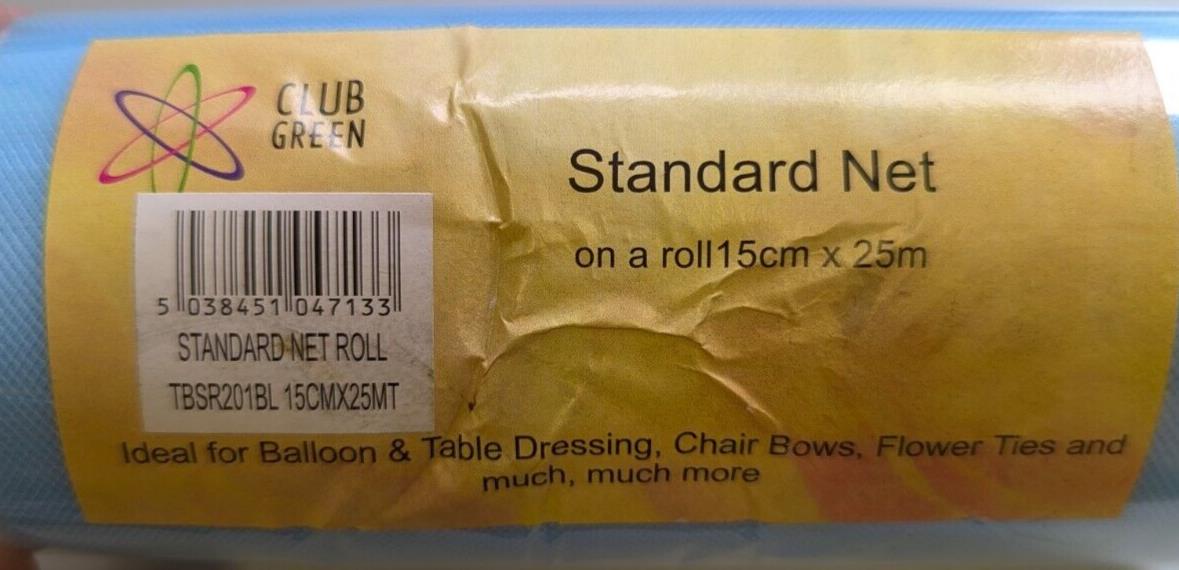 CLUB
GREEN
Standard Net
on a roll15cm x 25m
5 038451 047133
STANDARD NET ROLL
TBSR201BL 15CMX25MT
Ideal for Balloon & Table Dressing, Chair Bows, Flower Ties and
much, much more